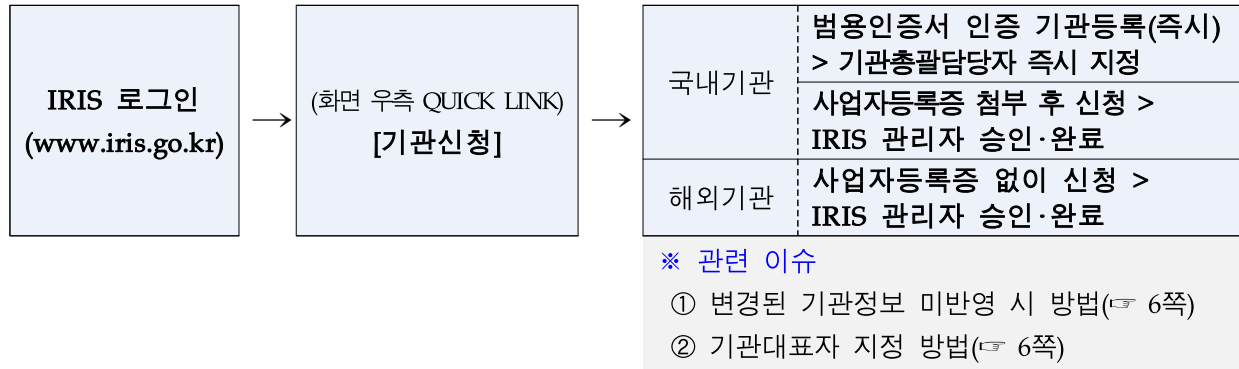 IRIS 로그인
(www.iris.go.kr)
→
(화면 우측 QUICK LINK)
[기관신청]
→
국내기관
범용인증서 인증 기관등록(즉시)
> 기관총괄담당자 즉시 지정
사업자등록증 첨부 후 신청 >
IRIS 관리자 승인·완료
해외기관
사업자등록증 없이 신청 >
IRIS 관리자 승인·완료
※ 관련 이슈
① 변경된 기관정보 미반영 시 방법(☞ 6쪽)
② 기관대표자 지정 방법(☞ 6쪽)